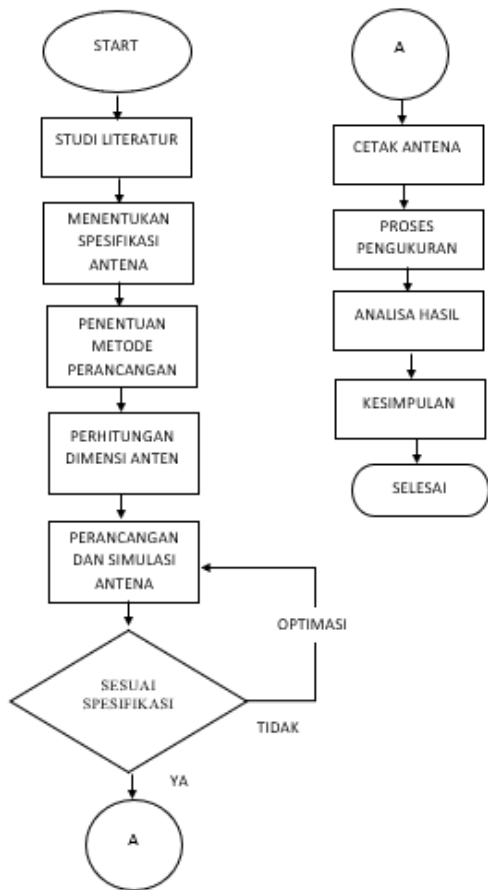 START
STUDI LITERATUR
MENENTUKAN
SPESIFIKASI
ANTENA
PENENTUAN
METODE
PERANCANGAN
PERHITUNGAN
DIMENSI ANTEN
PERANCANGAN
DAN SIMULASI
ANTENA
OPTIMASI
SESUAI
SPESIFIKASI
TIDAK
YA
A
A
CETAK ANTENA
PROSES
PENGUKURAN
ANALISA HASIL
KESIMPULAN
SELESAI